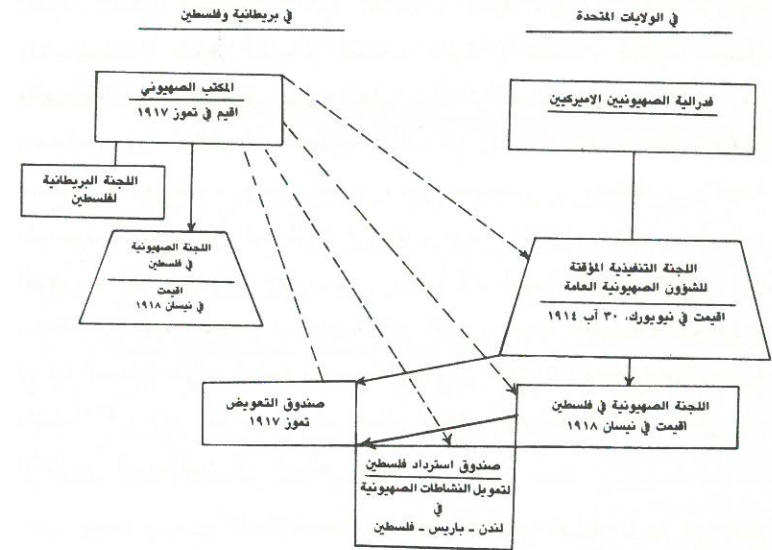 في الولايات المتحدة
في بريطانية وفلسطين
فدرالية الصهيونيين الاميركيين
المكتب الصهيوني
اقيم في تموز ١٩١٧
اللجنة البريطانية
لفلسطين
اللجنة الصهيونية
في فلسطين
اقيمت
في نيسان ١٩١٨
اللجنة التنفيذية المؤقتة
للشؤون الصهيونية العامة
اقيمت في نيويورك، ٣٠ آب ١٩١٤
اللجنة الصهيونية في فلسطين
اقيمت في نيسان ١٩١٨
صندوق التعويض
تموز ١٩١٧
صندوق استرداد فلسطين
لتمويل النشاطات الصهيونية
في
لندن - باريس - فلسطين